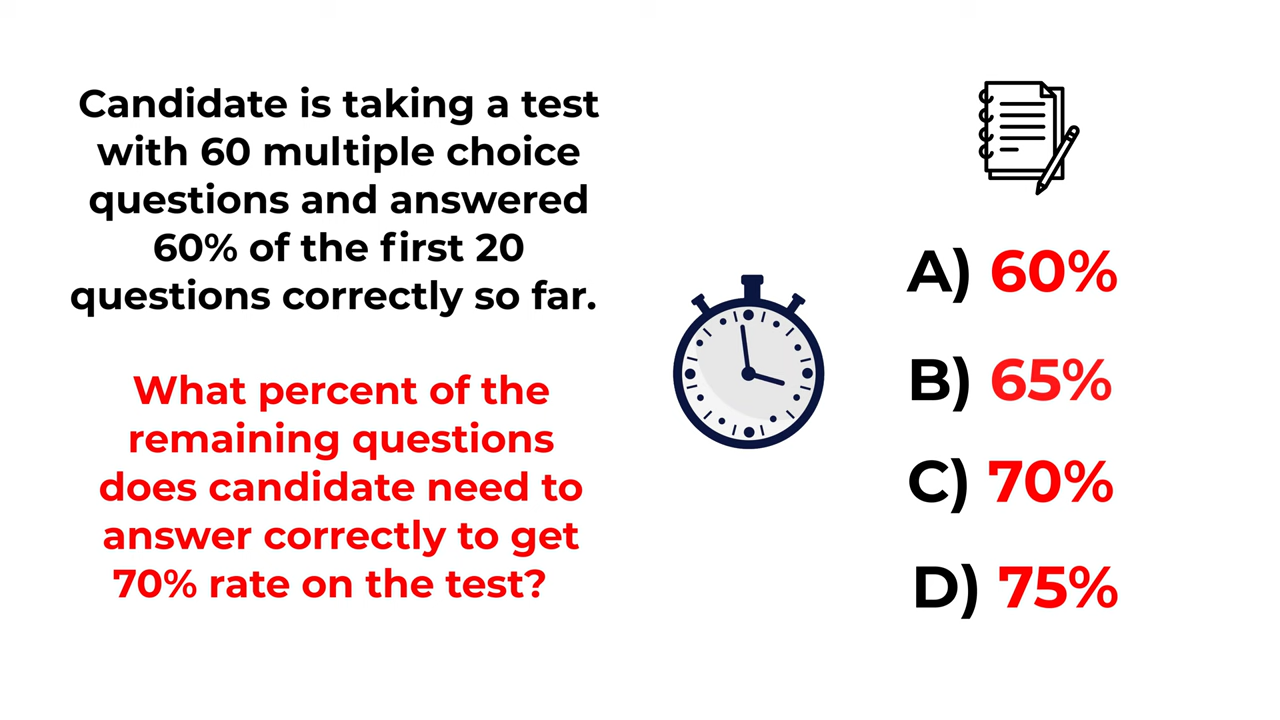 Candidate is taking a test
with 60 multiple choice
questions and answered
60% of the first 20
questions correctly so far.
What percent of the
remaining questions
does candidate need to
answer correctly to get
70% rate on the test?
A) 60%
B) 65%
C) 70%
D) 75%